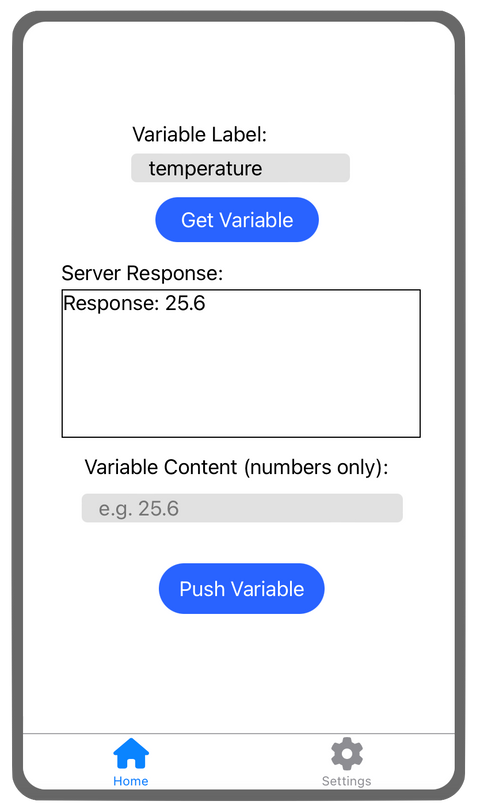 Variable Label:
temperature
Get Variable
Server Response:
Response: 25.6
Variable Content (numbers only):
e.g. 25.6
Push Variable
Home
Settings